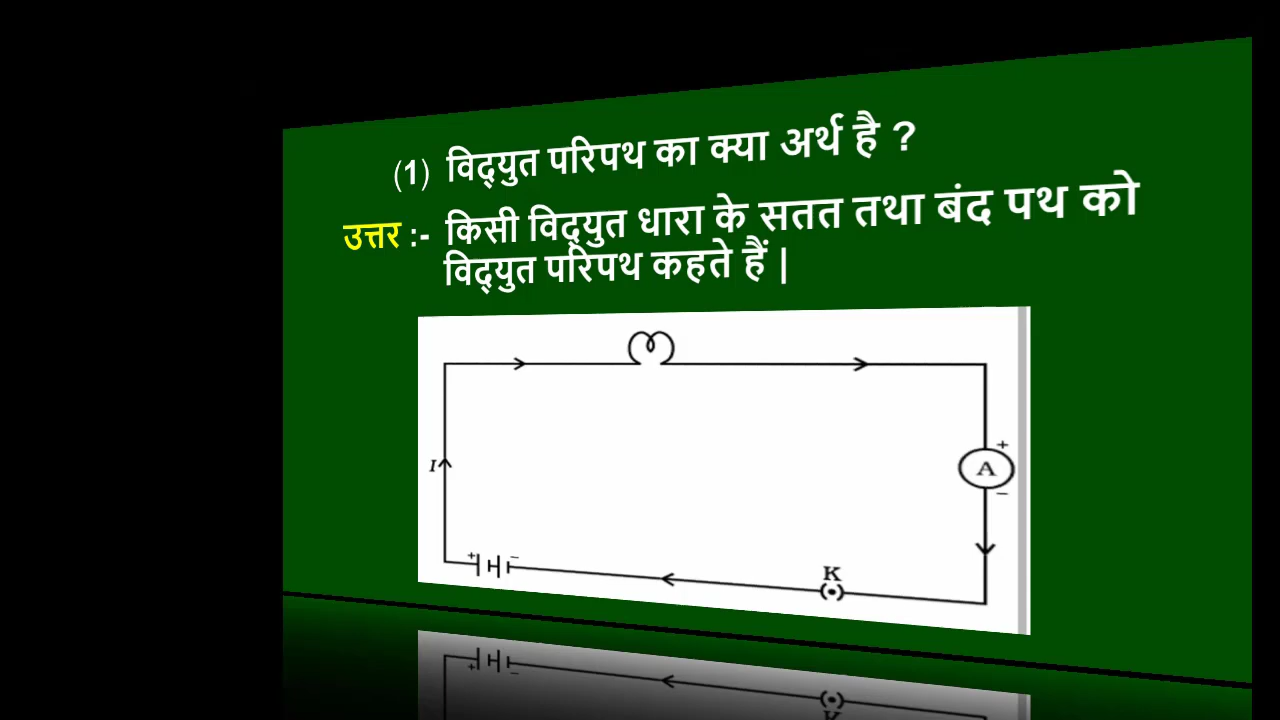 (1) विद्युत परिपथ का क्या अर्थ है ?
उत्तर :- किसी विद्युत धारा के सतत तथा बंद पथ को
विद्युत परिपथ कहते हैं |
I
+
A
−
+ −
K